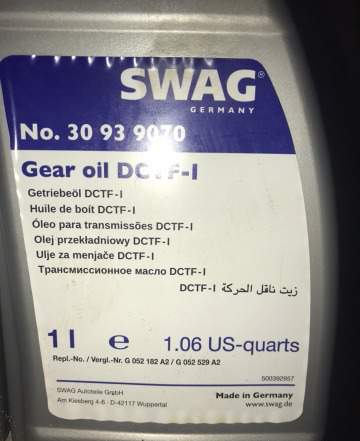 SWAG®
GERMANY
No. 30 93 9070
Gear oil DCTF-I
Getriebeöl DCTF-I
Huile de boît DCTF-I
Óleo para transmissões DCTF-I
Olej przekładniowy DCTF-I
Ulje za menjače DCTF-I
Трансмиссионное масло DCTF-I
زيت ناقل الحركة DCTF-I
1 l e 1.06 US-quarts
Repl.-No. / Vergl.-Nr. G 052 182 A2 / G 052 529 A2
500392957
SWAG Autoteile GmbH
Am Kiesberg 4-6 · D-42117 Wuppertal
Made in Germany
www.swag.de